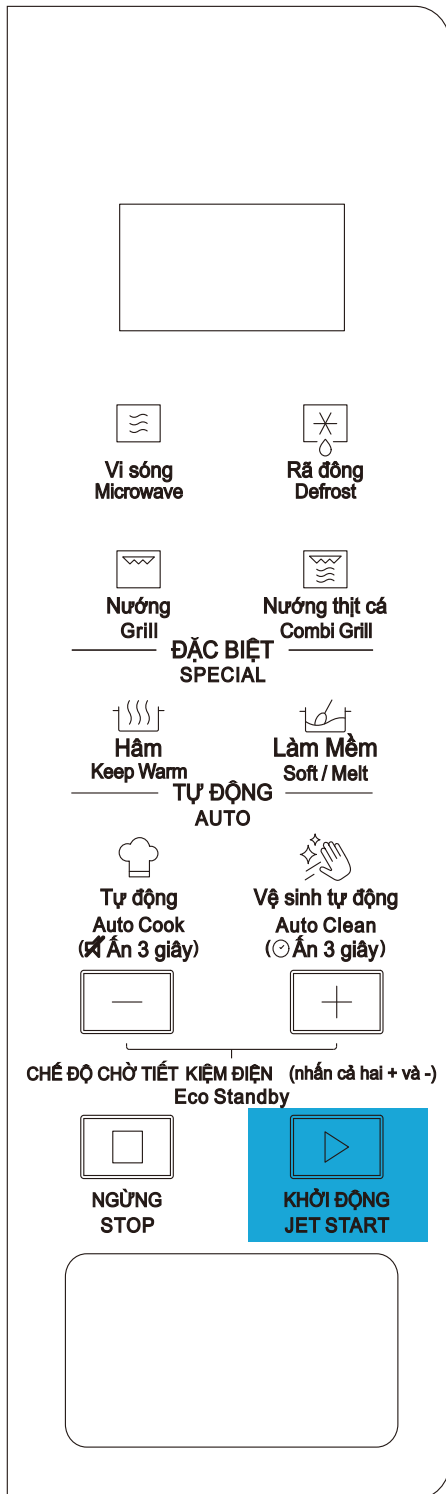 Vi sóng
Microwave
Rã đông
Defrost
Nướng
Grill
Nướng thịt cá
Combi Grill
ĐẶC BIỆT
SPECIAL
Hâm
Keep Warm
Làm Mềm
Soft / Melt
TỰ ĐỘNG
AUTO
Tự động
Auto Cook
(Ấn 3 giây)
Vệ sinh tự động
Auto Clean
(Ấn 3 giây)
− +
CHẾ ĐỘ CHỜ TIẾT KIỆM ĐIỆN (nhấn cả hai + và -)
Eco Standby
NGỪNG
STOP
KHỞI ĐỘNG
JET START